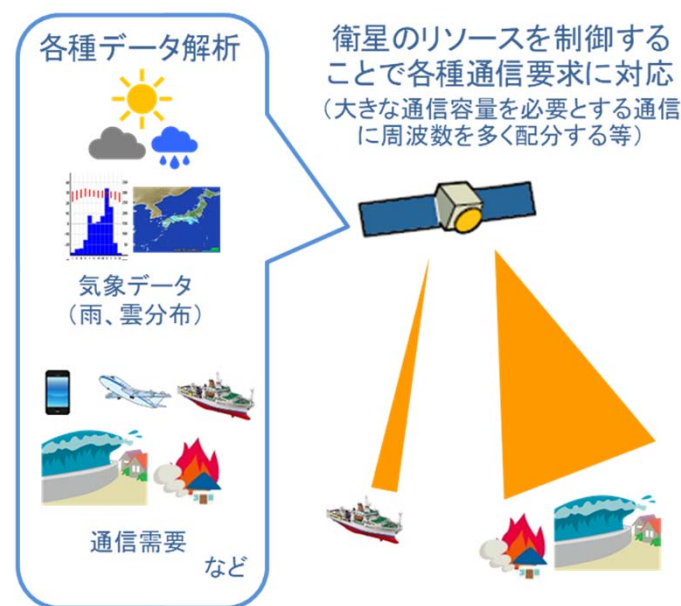 各種データ解析
気象データ
（雨、雲分布）
通信需要
など
衛星のリソースを制御する
ことで各種通信要求に対応
（大きな通信容量を必要とする通信
に周波数を多く配分する等）